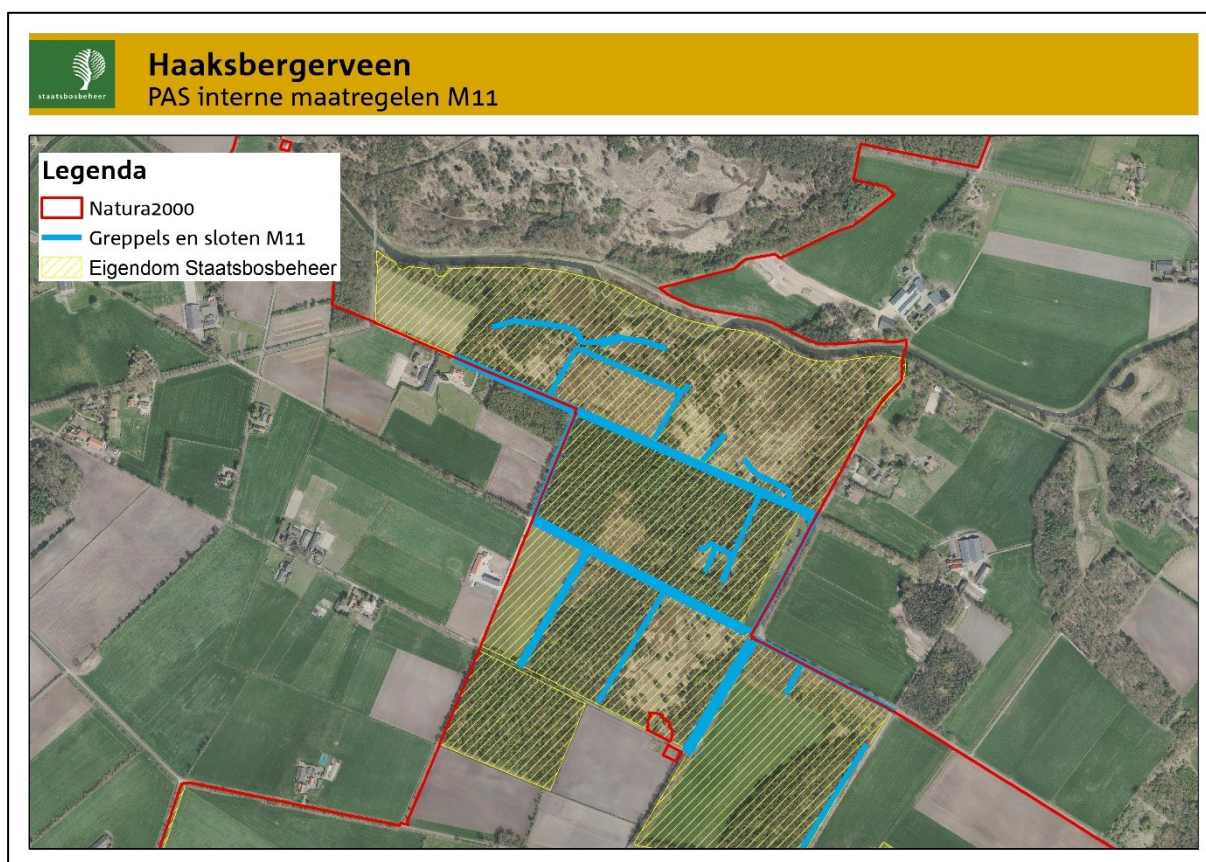 staatsbosbeheer
Haaksbergerveen
PAS interne maatregelen M11
Legenda
Natura2000
Greppels en sloten M11
Eigendom Staatsbosbeheer